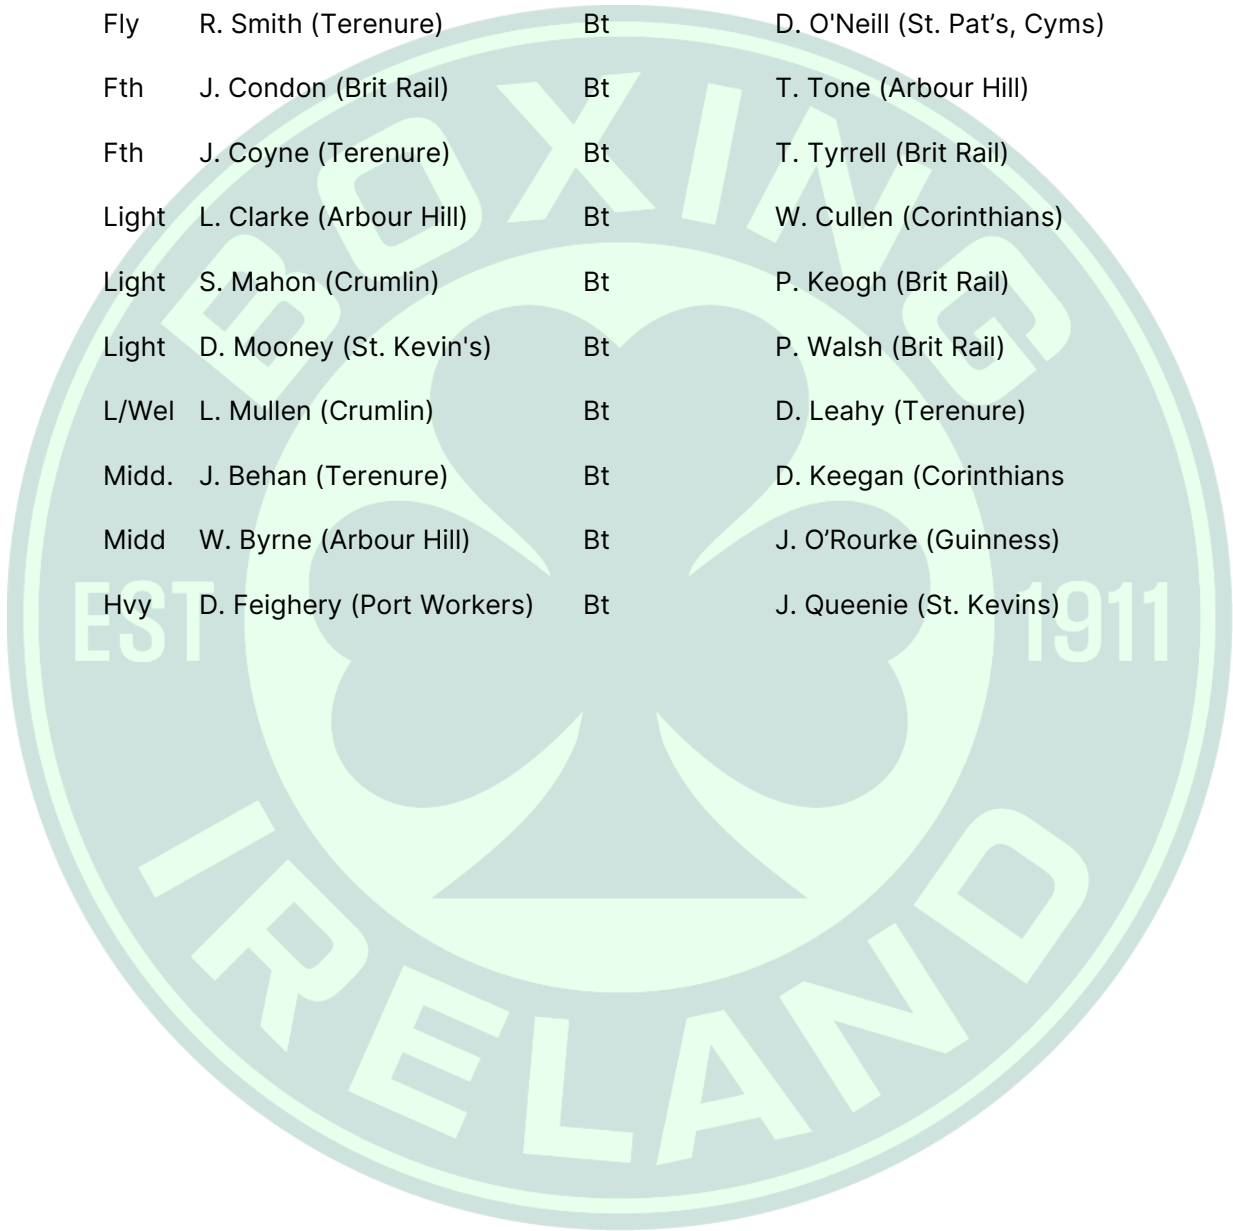 Fly R. Smith (Terenure) Bt D. O'Neill (St. Pat’s, Cyms)
Fth J. Condon (Brit Rail) Bt T. Tone (Arbour Hill)
Fth J. Coyne (Terenure) Bt T. Tyrrell (Brit Rail)
Light L. Clarke (Arbour Hill) Bt W. Cullen (Corinthians)
Light S. Mahon (Crumlin) Bt P. Keogh (Brit Rail)
Light D. Mooney (St. Kevin's) Bt P. Walsh (Brit Rail)
L/Wel L. Mullen (Crumlin) Bt D. Leahy (Terenure)
Midd. J. Behan (Terenure) Bt D. Keegan (Corinthians
Midd W. Byrne (Arbour Hill) Bt J. O’Rourke (Guinness)
Hvy D. Feighery (Port Workers) Bt J. Queenie (St. Kevins)
BOXING
EST 1911
IRELAND